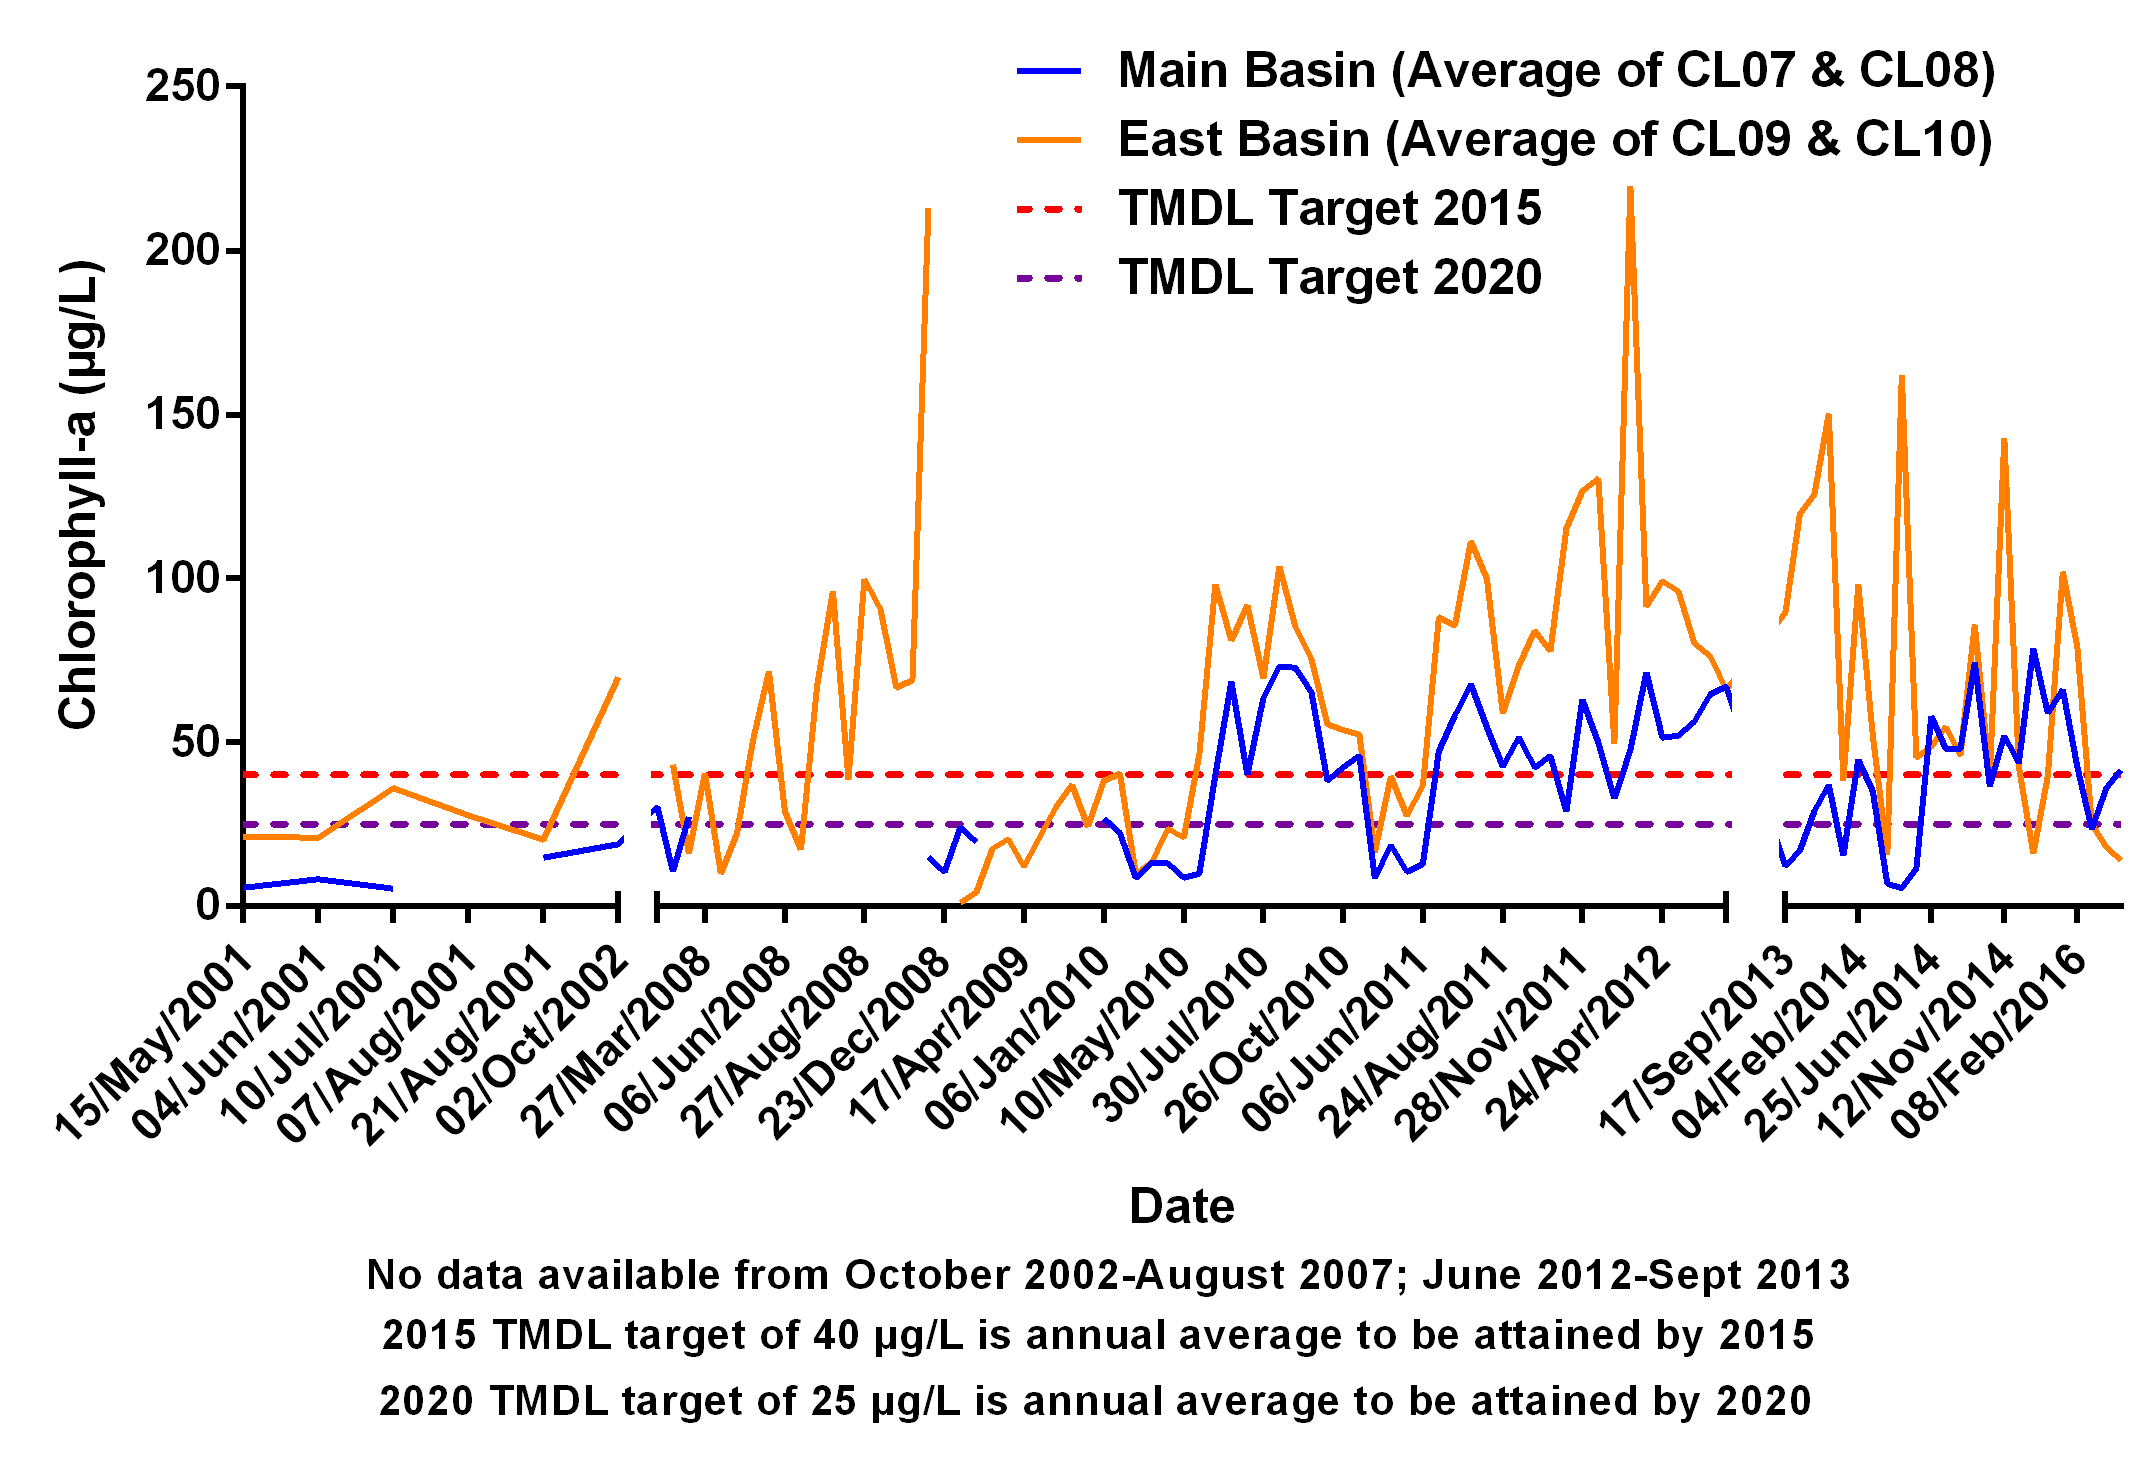 Main Basin (Average of CL07 & CL08)
East Basin (Average of CL09 & CL10)
TMDL Target 2015
TMDL Target 2020
Chlorophyll-a (µg/L)
250
200
150
100
50
0
15/May/2001
04/Jun/2001
10/Jul/2001
07/Aug/2001
21/Aug/2001
02/Oct/2002
27/Mar/2008
06/Jun/2008
27/Aug/2008
23/Dec/2008
17/Apr/2009
06/Jan/2010
10/May/2010
30/Jul/2010
26/Oct/2010
06/Jun/2011
24/Aug/2011
28/Nov/2011
24/Apr/2012
17/Sep/2013
04/Feb/2014
25/Jun/2014
12/Nov/2014
08/Feb/2016
Date
No data available from October 2002-August 2007; June 2012-Sept 2013
2015 TMDL target of 40 µg/L is annual average to be attained by 2015
2020 TMDL target of 25 µg/L is annual average to be attained by 2020